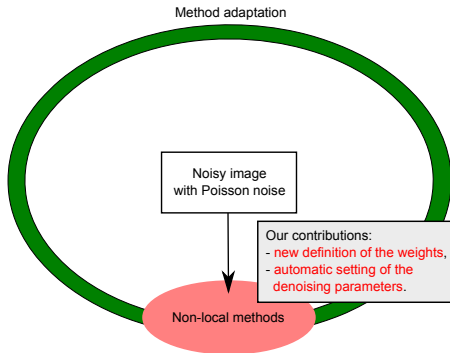 Method adaptation
Noisy image
with Poisson noise
Our contributions:
- new definition of the weights,
- automatic setting of the
denoising parameters.
Non-local methods